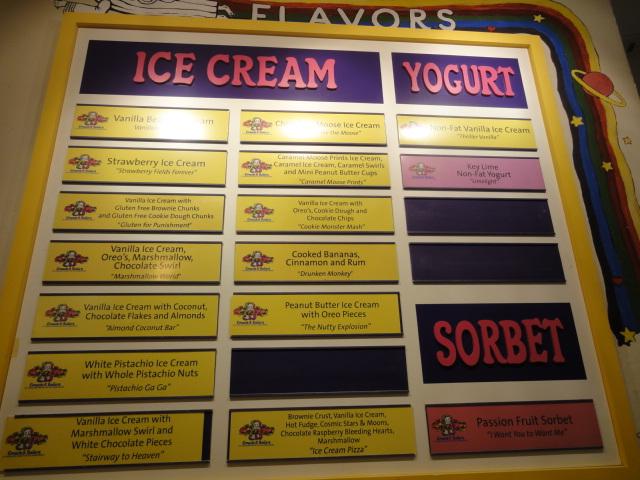 FLAVORS
ICE CREAM
Strawberry Ice Cream
"Strawberry Fields Forever"
Vanilla Ice Cream with
Gluten Free Brownie Chunks
and Gluten Free Cookie Dough Chunks
"Gluten for Punishment"
Vanilla Ice Cream,
Oreo's, Marshmallow,
Chocolate Swirl
"Marshmallow World"
Vanilla Ice Cream with Coconut,
Chocolate Flakes and Almonds
"Almond Coconut Bar"
White Pistachio Ice Cream
with Whole Pistachio Nuts
"Pistachio Ga Ga"
Vanilla Ice Cream with
Marshmallow Swirl and
White Chocolate Pieces
"Stairway to Heaven"
Moose Ice Cream
the Moose"
Caramel Moose Prints Ice Cream,
Caramel Ice Cream, Caramel Swirls
and Mini Peanut Butter Cups
"Caramel Moose Prints"
Vanilla Ice Cream with
Oreo's, Cookie Dough and
Chocolate Chips
"Cookie Monster Mash"
Cooked Bananas,
Cinnamon and Rum
"Drunken Monkey"
Peanut Butter Ice Cream
with Oreo Pieces
"The Nutty Explosion"
Brownie Crust, Vanilla Ice Cream,
Hot Fudge, Cosmic Stars & Moons,
Chocolate Raspberry Bleeding Hearts,
Marshmallow
"Ice Cream Pizza"
YOGURT
Non-Fat Vanilla Ice Cream
"Thriller Vanilla"
Key Lime
Non-Fat Yogurt
"Limelight"
SORBET
Passion Fruit Sorbet
"I Want You to Want Me"